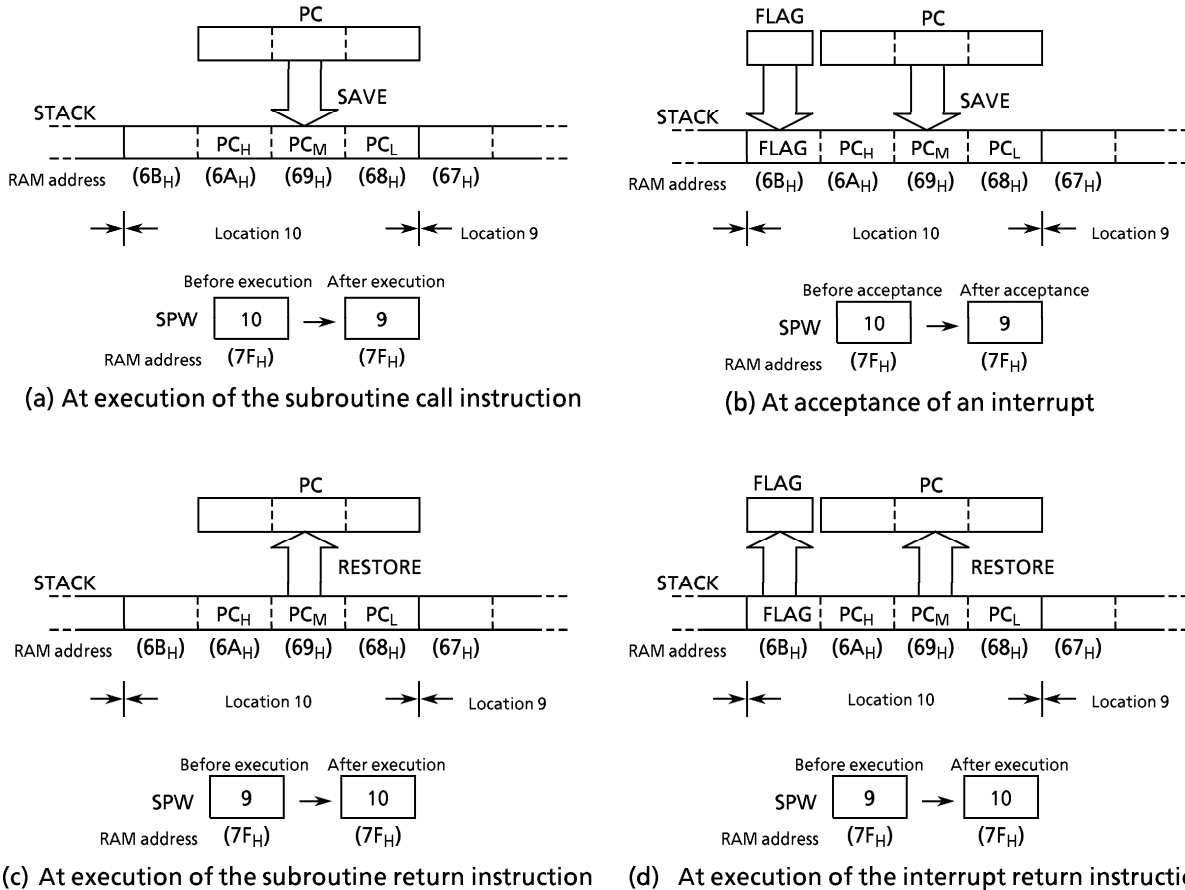 PC
SAVE
STACK
PCH PCM PCL
RAM address (6BH) (6AH) (69H) (68H) (67H)
Location 10 Location 9
Before execution After execution
SPW 10 9
RAM address (7FH) (7FH)
(a) At execution of the subroutine call instruction
FLAG PC
SAVE
STACK
FLAG PCH PCM PCL
RAM address (6BH) (6AH) (69H) (68H) (67H)
Location 10 Location 9
Before acceptance After acceptance
SPW 10 9
RAM address (7FH) (7FH)
(b) At acceptance of an interrupt
PC
RESTORE
STACK
PCH PCM PCL
RAM address (6BH) (6AH) (69H) (68H) (67H)
Location 10 Location 9
Before execution After execution
SPW 9 10
RAM address (7FH) (7FH)
(c) At execution of the subroutine return instruction
FLAG PC
RESTORE
STACK
FLAG PCH PCM PCL
RAM address (6BH) (6AH) (69H) (68H) (67H)
Location 10 Location 9
Before execution After execution
SPW 9 10
RAM address (7FH) (7FH)
(d) At execution of the interrupt return instructi